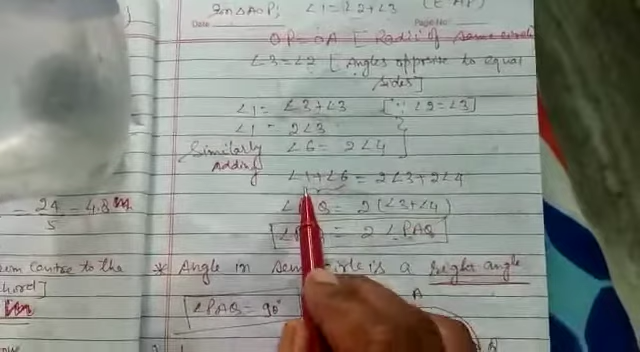 In △AOP, ∠1 = ∠2+∠3 (EAP)
Date
Page No.
OP = OA [Radii of same circle
∠3 = ∠2 [Angles opposite to equal
sides]
∠1 = ∠2+∠3 [∵ ∠2=∠3]
∠1 = 2∠3
Similarly ∠6 = 2∠4
Adding
∠1+∠6 = 2∠3+2∠4
= 2(∠3+∠4)
= 2 ∠PAQ
= 24/5 = 4.8 m
centre to the
chord]
* Angle in semicircle is a right angle
∠PAQ = 90°
A